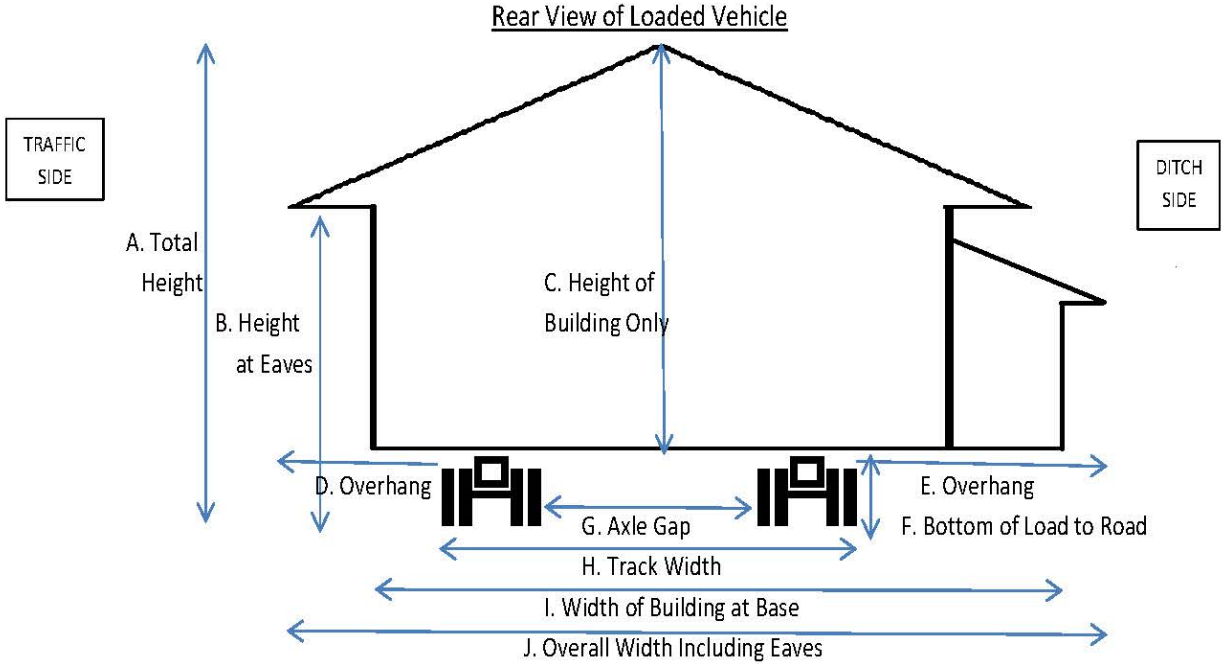 Rear View of Loaded Vehicle
TRAFFIC
SIDE
DITCH
SIDE
A. Total
Height
C. Height of
Building Only
B. Height
at Eaves
D. Overhang
E. Overhang
G. Axle Gap
F. Bottom of Load to Road
H. Track Width
I. Width of Building at Base
J. Overall Width Including Eaves